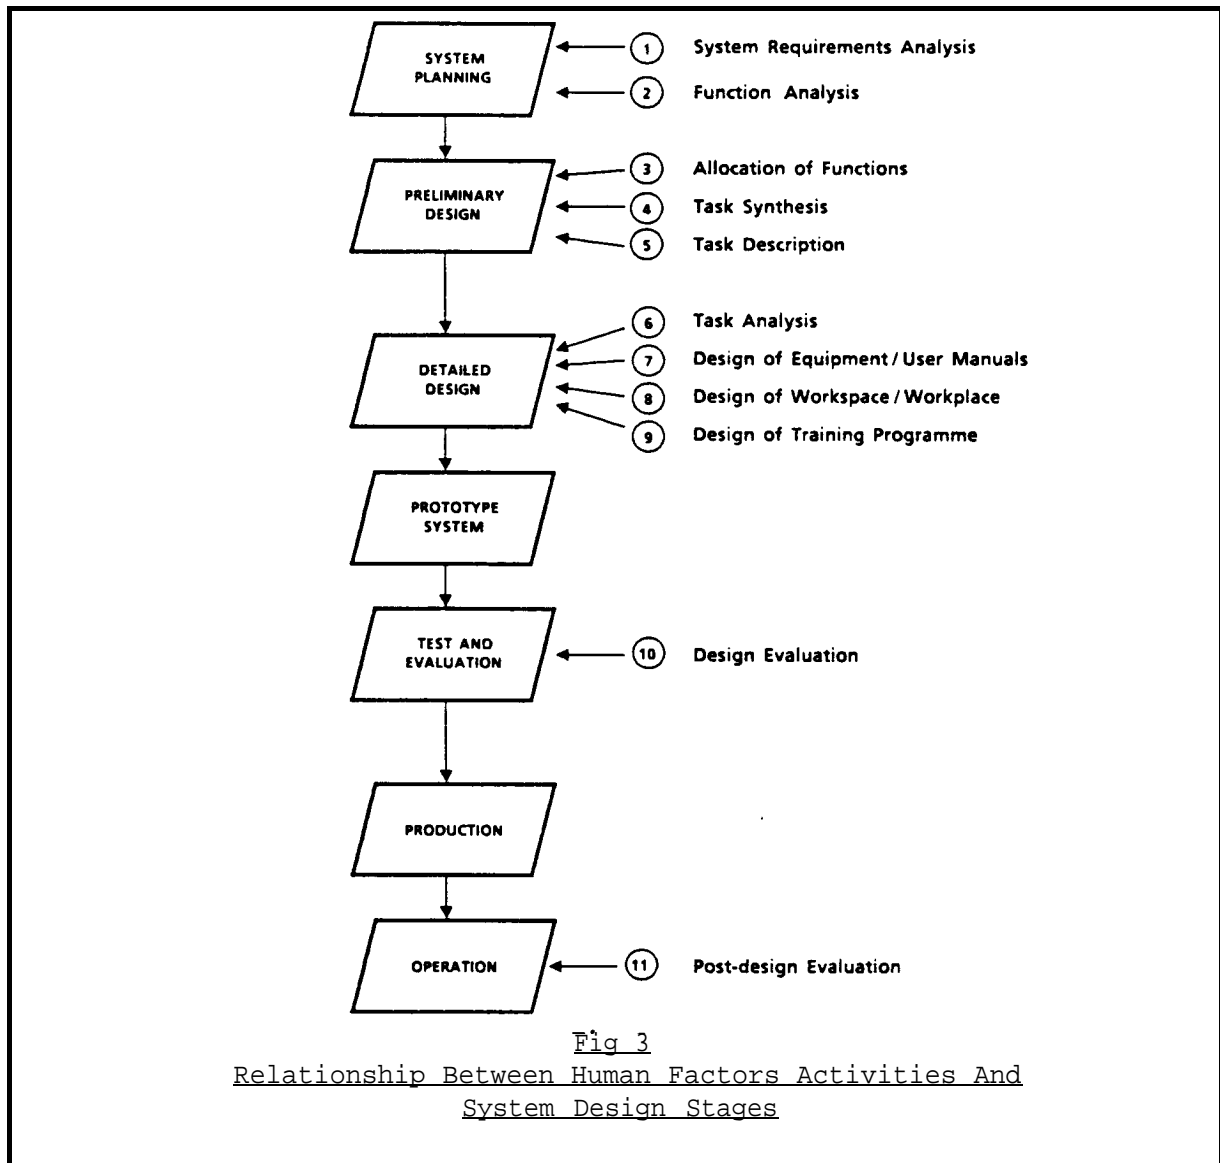 SYSTEM
PLANNING
1 System Requirements Analysis
2 Function Analysis
PRELIMINARY
DESIGN
3 Allocation of Functions
4 Task Synthesis
5 Task Description
DETAILED
DESIGN
6 Task Analysis
7 Design of Equipment/User Manuals
8 Design of Workspace/Workplace
9 Design of Training Programme
PROTOTYPE
SYSTEM
TEST AND
EVALUATION
10 Design Evaluation
PRODUCTION
OPERATION
11 Post-design Evaluation
Fig 3
Relationship Between Human Factors Activities And
System Design Stages